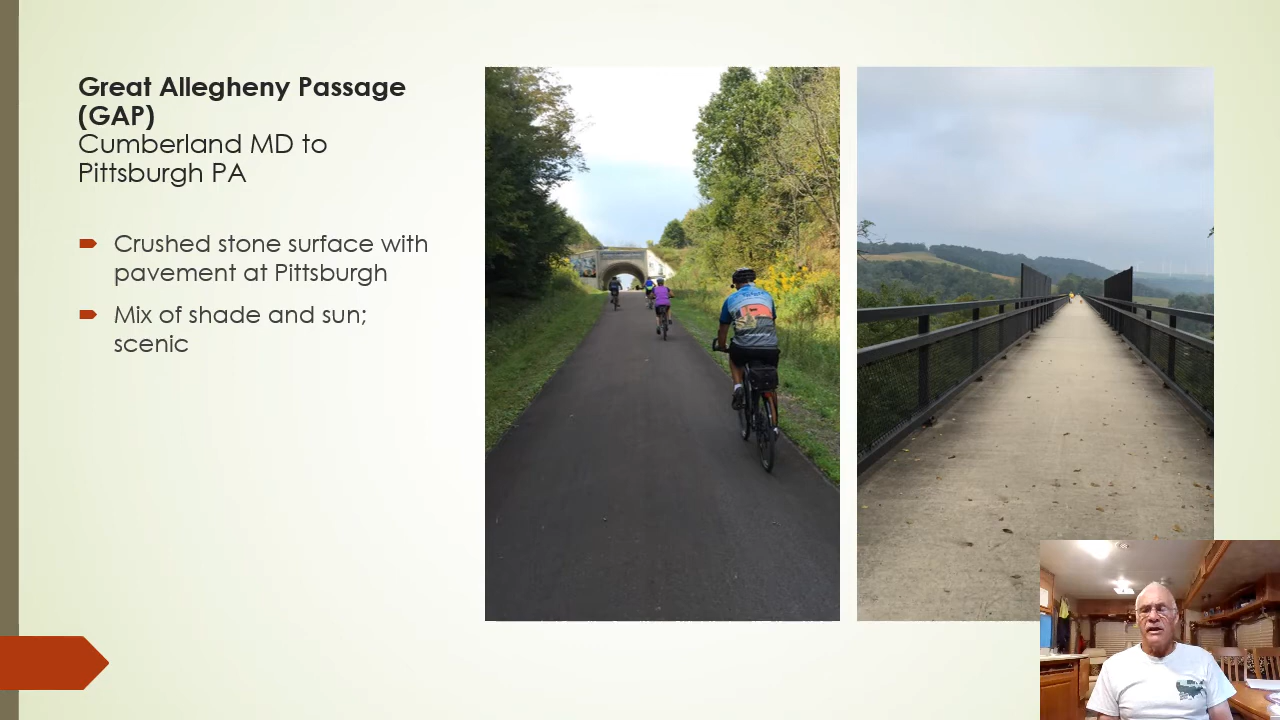 Great Allegheny Passage
(GAP)
Cumberland MD to
Pittsburgh PA
Crushed stone surface with
pavement at Pittsburgh
Mix of shade and sun;
scenic